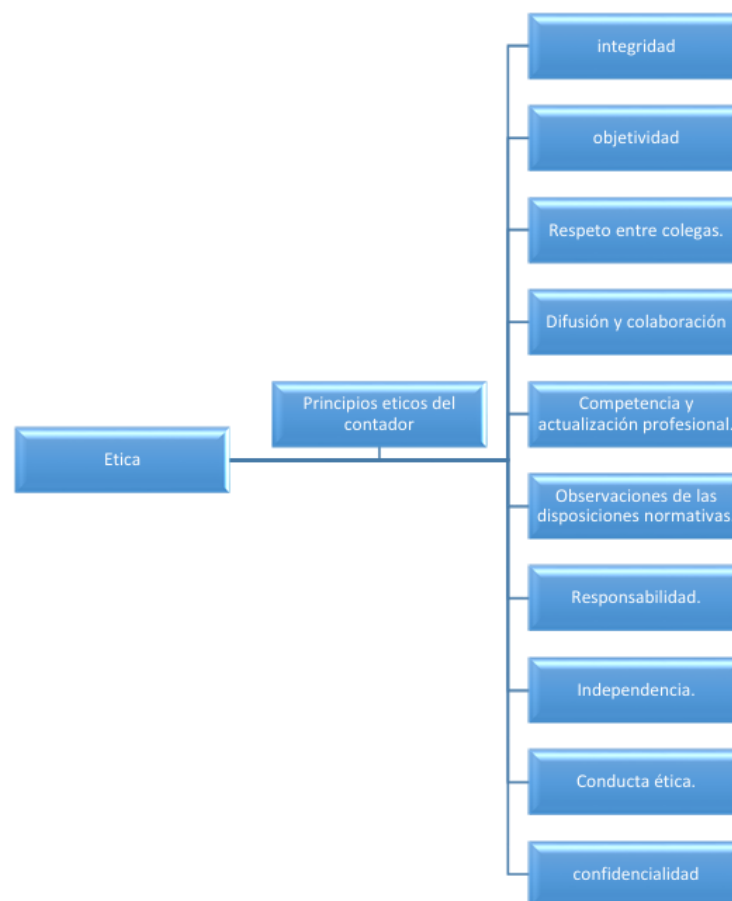 integridad
objetividad
Respeto entre colegas.
Difusión y colaboración
Principios eticos del
contador
Competencia y
actualización profesional.
Etica
Observaciones de las
disposiciones normativas
Responsabilidad.
Independencia.
Conducta ética.
confidencialidad